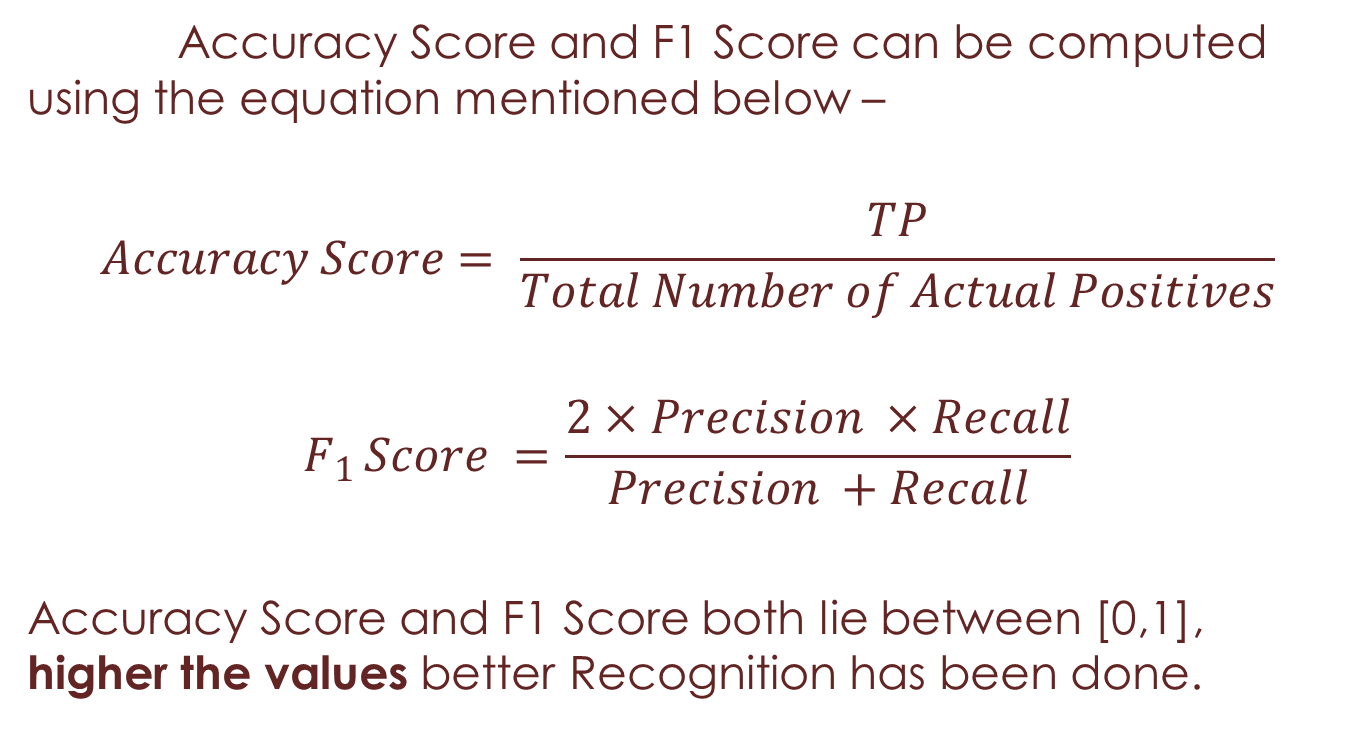 Accuracy Score and F1 Score can be computed
using the equation mentioned below –
TP
Accuracy Score =
Total Number of Actual Positives
2 × Precision × Recall
F₁ Score =
Precision + Recall
Accuracy Score and F1 Score both lie between [0,1],
higher the values better Recognition has been done.